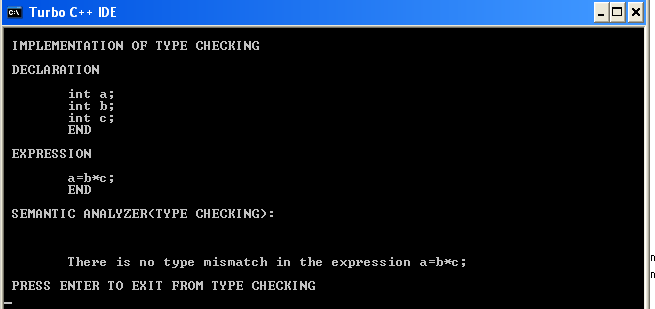 Turbo C++ IDE
IMPLEMENTATION OF TYPE CHECKING
DECLARATION
int a;
int b;
int c;
END
EXPRESSION
a=b*c;
END
SEMANTIC ANALYZER(TYPE CHECKING):
There is no type mismatch in the expression a=b*c;
n
n
PRESS ENTER TO EXIT FROM TYPE CHECKING